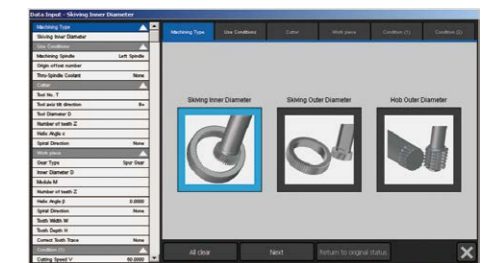 Data Input - Skiving Inner Diameter
Machining Type
Skiving Inner Diameter
Use Conditions
Machining Spindle Left Spindle
Origin offset number
Thru-Spindle Coolant None
Cutter
Tool No. T
Tool axis tilt direction B+
Tool Diameter D
Number of teeth Z
Helix Angle ε
Spiral Direction None
Work piece
Gear Type Spur Gear
Inner Diameter D
Module M
Number of teeth Z
Helix Angle β 0.0000
Spiral Direction None
Tooth Width W
Tooth Depth H
Correct Tooth Trace None
Condition (1)
Cutting Speed V 60.0000
Machining Type Use Conditions Cutter Work piece Condition (1) Condition (2)
Skiving Inner Diameter Skiving Outer Diameter Hob Outer Diameter
All clear Next Return to original status